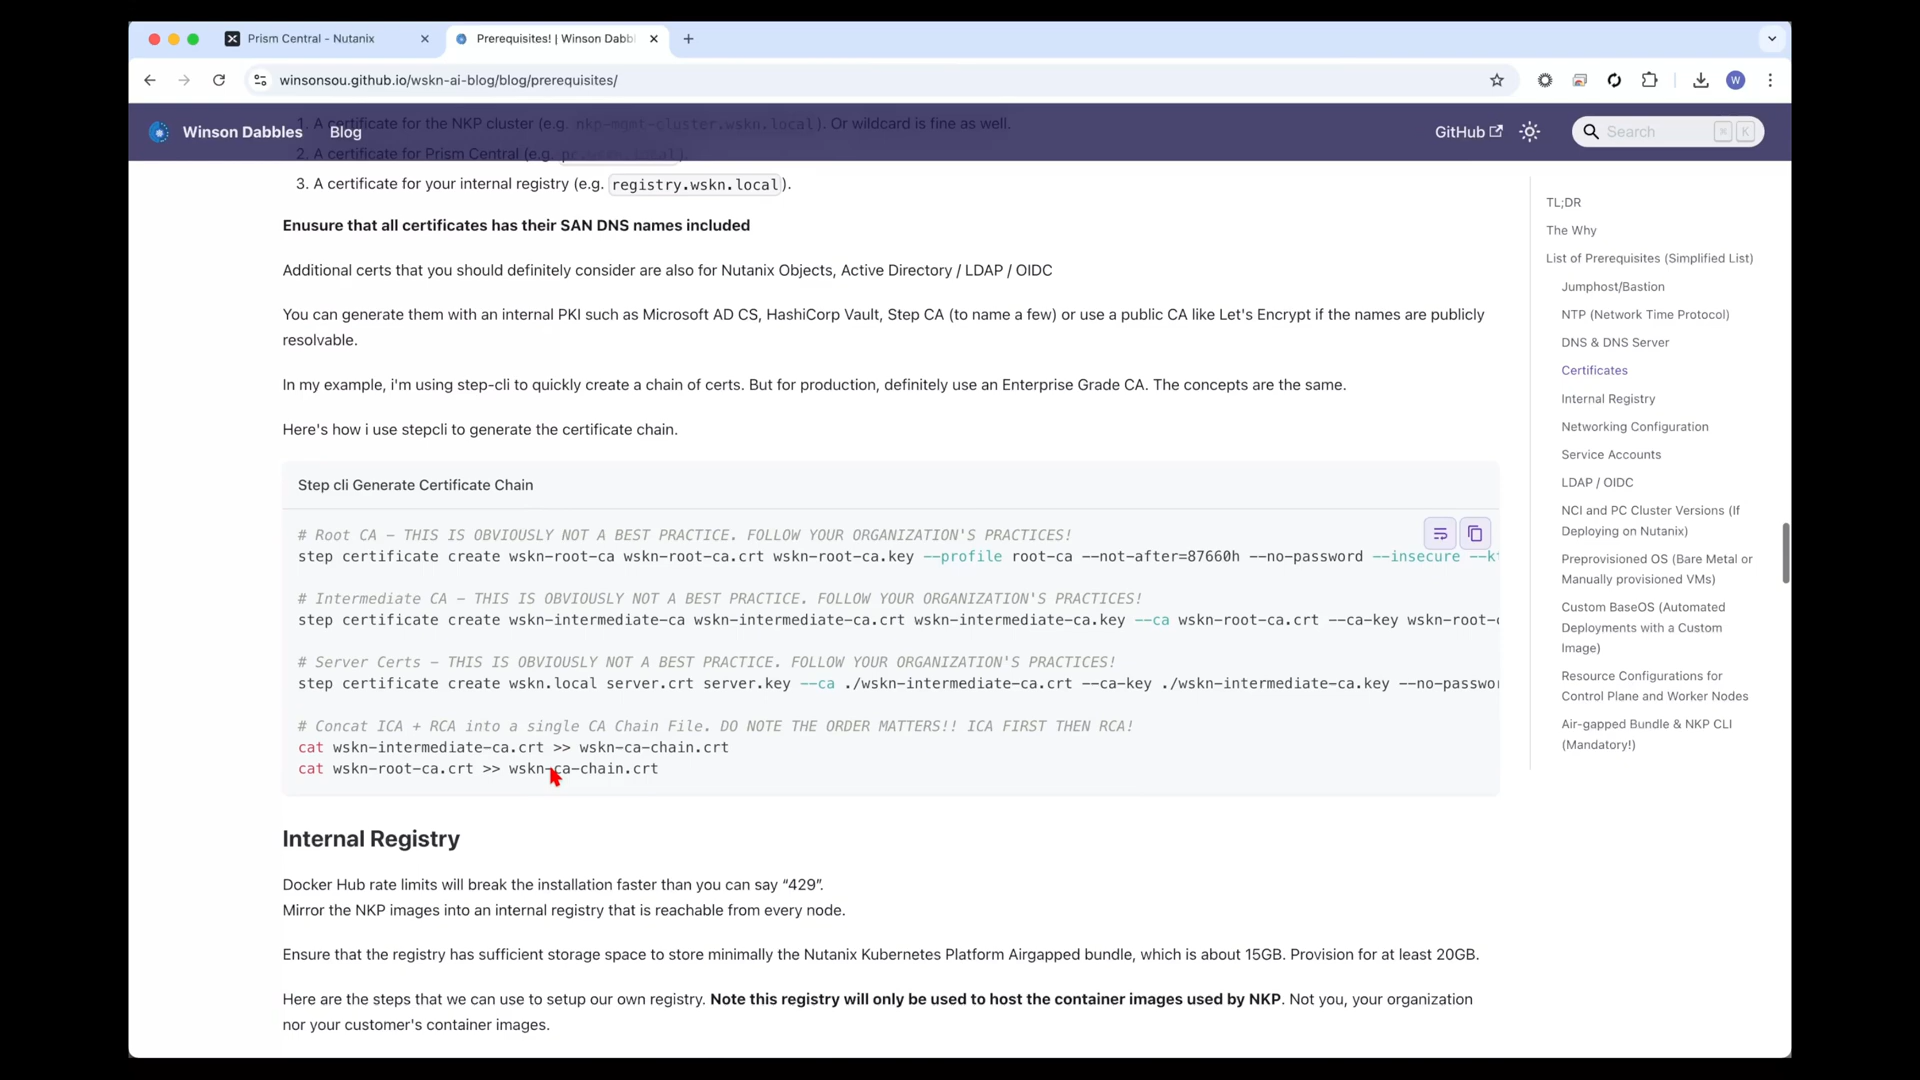 Prism Central - Nutanix
Prerequisites! | Winson Dabbl
winsonsou.github.io/wskn-ai-blog/blog/prerequisites/
W
Winson Dabbles
Blog
GitHub
Search
K
1. A certificate for the NKP cluster (e.g. nkp-mgmt-cluster.wskn.local). Or wildcard is fine as well.
2. A certificate for Prism Central (e.g.
3. A certificate for your internal registry (e.g. registry.wskn.local).
Enusure that all certificates has their SAN DNS names included
Additional certs that you should definitely consider are also for Nutanix Objects, Active Directory / LDAP / OIDC
You can generate them with an internal PKI such as Microsoft AD CS, HashiCorp Vault, Step CA (to name a few) or use a public CA like Let's Encrypt if the names are publicly
resolvable.
In my example, i'm using step-cli to quickly create a chain of certs. But for production, definitely use an Enterprise Grade CA. The concepts are the same.
Here's how i use stepcli to generate the certificate chain.
Step cli Generate Certificate Chain
# Root CA - THIS IS OBVIOUSLY NOT A BEST PRACTICE. FOLLOW YOUR ORGANIZATION'S PRACTICES!
step certificate create wskn-root-ca wskn-root-ca.crt wskn-root-ca.key --profile root-ca --not-after=87660h --no-password --insecure --k
# Intermediate CA - THIS IS OBVIOUSLY NOT A BEST PRACTICE. FOLLOW YOUR ORGANIZATION'S PRACTICES!
step certificate create wskn-intermediate-ca wskn-intermediate-ca.crt wskn-intermediate-ca.key --ca wskn-root-ca.crt --ca-key wskn-root-c
# Server Certs - THIS IS OBVIOUSLY NOT A BEST PRACTICE. FOLLOW YOUR ORGANIZATION'S PRACTICES!
step certificate create wskn.local server.crt server.key --ca ./wskn-intermediate-ca.crt --ca-key ./wskn-intermediate-ca.key --no-passwor
# Concat ICA + RCA into a single CA Chain File. DO NOTE THE ORDER MATTERS!! ICA FIRST THEN RCA!
cat wskn-intermediate-ca.crt >> wskn-ca-chain.crt
cat wskn-root-ca.crt >> wskn-ca-chain.crt
Internal Registry
Docker Hub rate limits will break the installation faster than you can say “429”.
Mirror the NKP images into an internal registry that is reachable from every node.
Ensure that the registry has sufficient storage space to store minimally the Nutanix Kubernetes Platform Airgapped bundle, which is about 15GB. Provision for at least 20GB.
Here are the steps that we can use to setup our own registry. Note this registry will only be used to host the container images used by NKP. Not you, your organization
nor your customer's container images.
TL;DR
The Why
List of Prerequisites (Simplified List)
Jumphost/Bastion
NTP (Network Time Protocol)
DNS & DNS Server
Certificates
Internal Registry
Networking Configuration
Service Accounts
LDAP / OIDC
NCI and PC Cluster Versions (If
Deploying on Nutanix)
Preprovisioned OS (Bare Metal or
Manually provisioned VMs)
Custom BaseOS (Automated
Deployments with a Custom
Image)
Resource Configurations for
Control Plane and Worker Nodes
Air-gapped Bundle & NKP CLI
(Mandatory!)